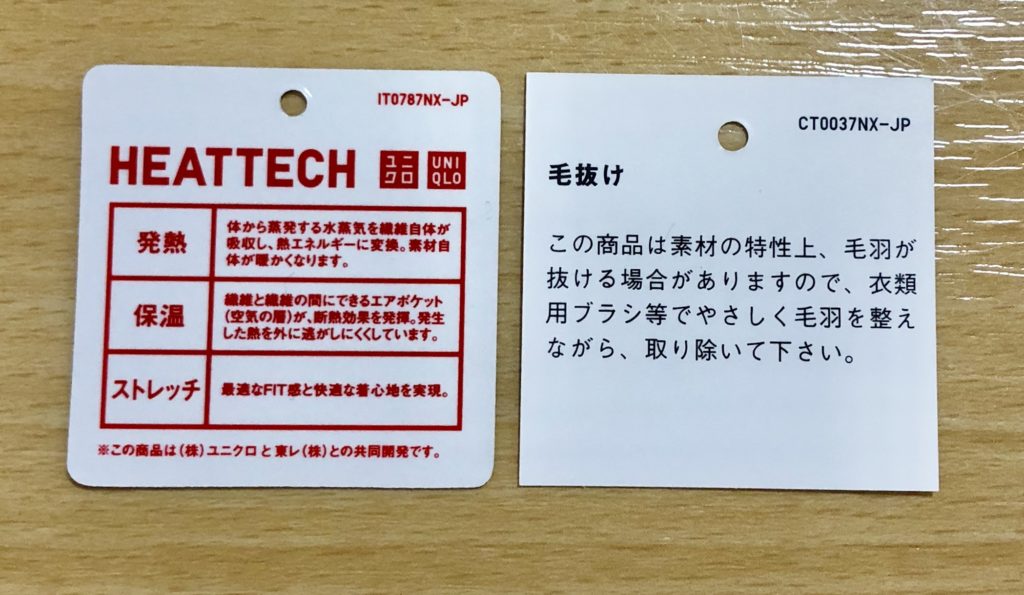 IT0787NX-JP
HEATTECH ユニクロ UNIQLO
発熱
体から蒸発する水蒸気を繊維自体が
吸収し、熱エネルギーに変換。素材自
体が暖かくなります。
保温
繊維と繊維の間にできるエアポケット
(空気の層)が、断熱効果を発揮。発生
した熱を外に逃がしにくくしています。
ストレッチ
最適なFIT感と快適な着心地を実現。
※この商品は(株)ユニクロと東レ(株)との共同開発です。
CT0037NX-JP
毛抜け
この商品は素材の特性上、毛羽が
抜ける場合がありますので、衣類
用ブラシ等でやさしく毛羽を整え
ながら、取り除いて下さい。